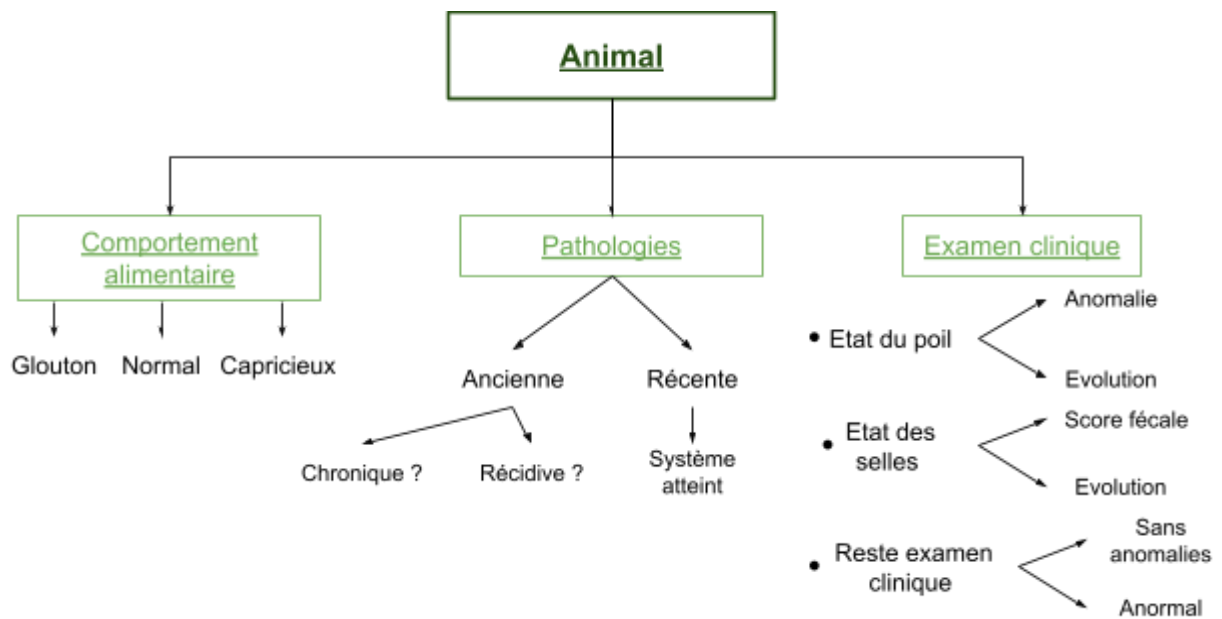 Animal
Comportement
alimentaire
Glouton
Normal
Capricieux
Pathologies
Ancienne
Récente
Chronique ?
Récidive ?
Système
atteint
Examen clinique
• Etat du poil
Anomalie
Evolution
• Etat des
selles
Score fécale
Evolution
• Reste examen
clinique
Sans
anomalies
Anormal